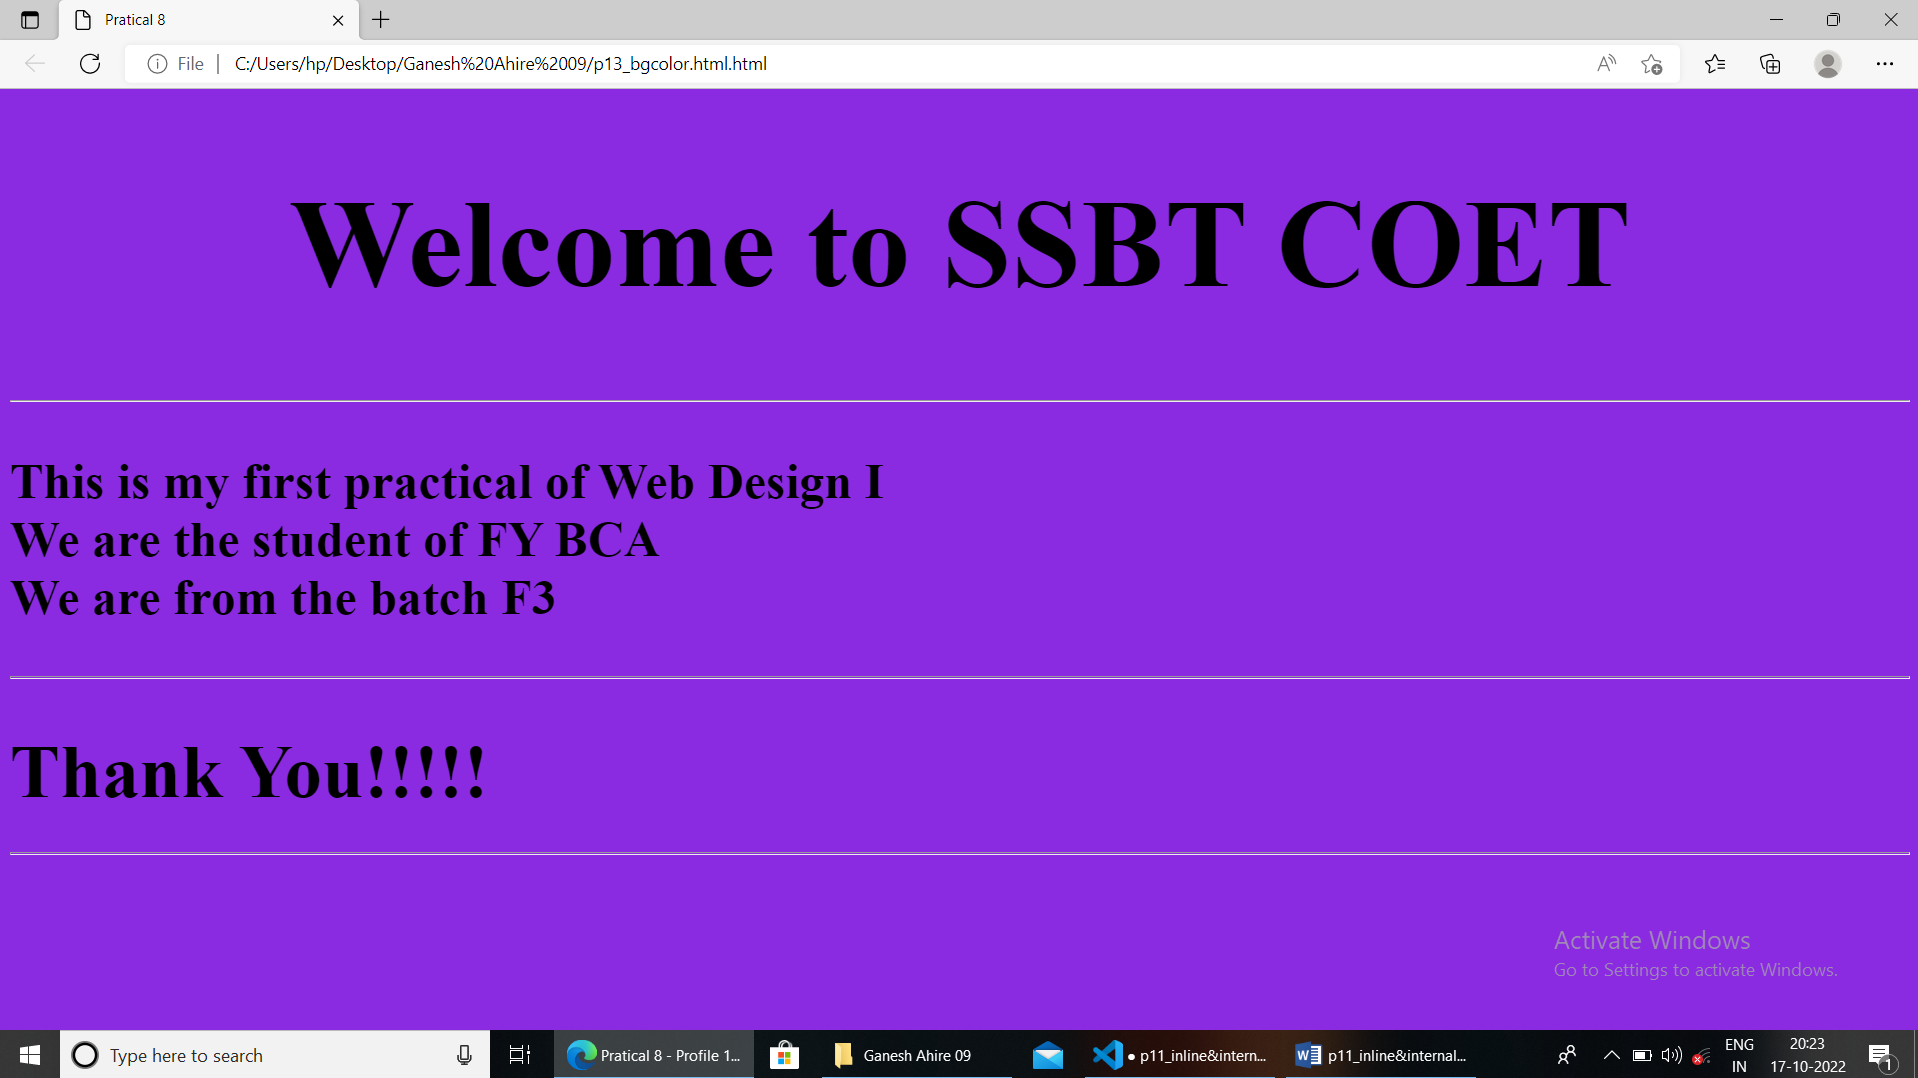 Pratical 8
File
C:/Users/hp/Desktop/Ganesh%20Ahire%2009/p13_bgcolor.html.html
Welcome to SSBT COET
This is my first practical of Web Design I
We are the student of FY BCA
We are from the batch F3
Thank You!!!!!
Activate Windows
Go to Settings to activate Windows.
Type here to search
Pratical 8 - Profile 1...
Ganesh Ahire 09
● p11_inline&intern...
p11_inline&internal...
ENG
IN
20:23
17-10-2022
1